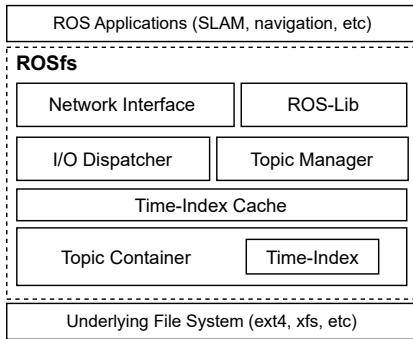 ROS Applications (SLAM, navigation, etc)
ROSfs
Network Interface
ROS-Lib
I/O Dispatcher
Topic Manager
Time-Index Cache
Topic Container
Time-Index
Underlying File System (ext4, xfs, etc)